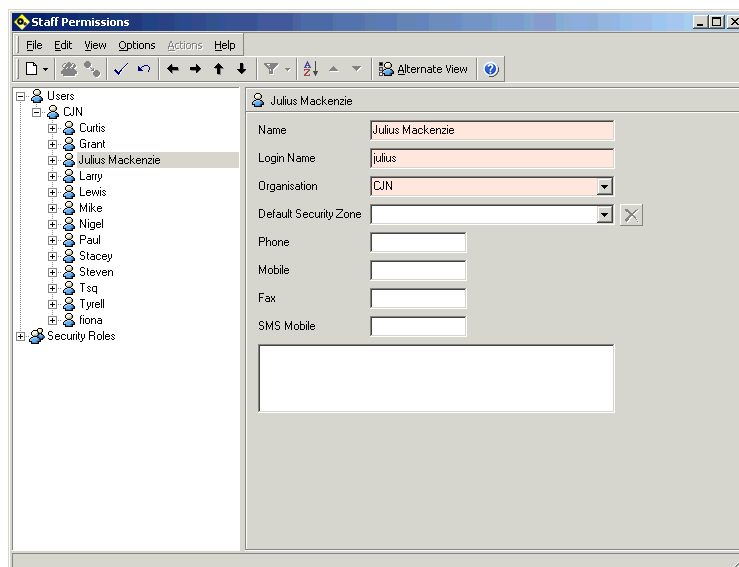 Staff Permissions
File Edit View Options Actions Help
Alternate View
Users
CJN
Curtis
Grant
Julius Mackenzie
Larry
Lewis
Mike
Nigel
Paul
Stacey
Steven
Tsq
Tyrell
fiona
Security Roles
Julius Mackenzie
Name Julius Mackenzie
Login Name julius
Organisation CJN
Default Security Zone
Phone
Mobile
Fax
SMS Mobile